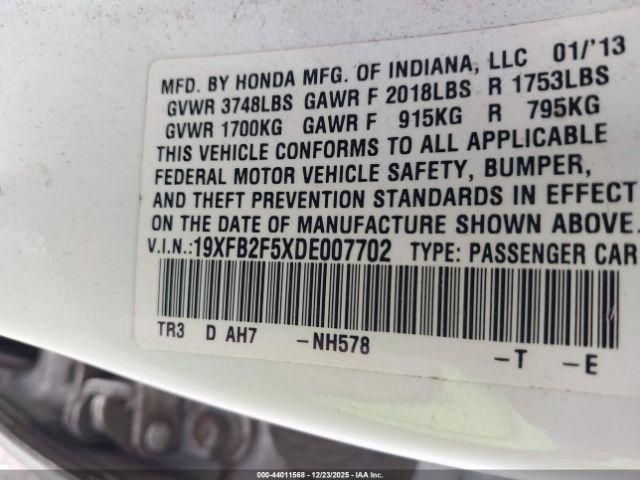 MFD. BY HONDA MFG. OF INDIANA, LLC 01/'13
GVWR 3748LBS GAWR F 2018LBS R 1753LBS
GVWR 1700KG GAWR F 915KG R 795KG
THIS VEHICLE CONFORMS TO ALL APPLICABLE
FEDERAL MOTOR VEHICLE SAFETY, BUMPER,
AND THEFT PREVENTION STANDARDS IN EFFECT
ON THE DATE OF MANUFACTURE SHOWN ABOVE.
V.I.N.:19XFB2F5XDE007702 TYPE: PASSENGER CAR
TR3 D AH7 -NH578 -T -E
000-44011568 12/23/2025 COPART